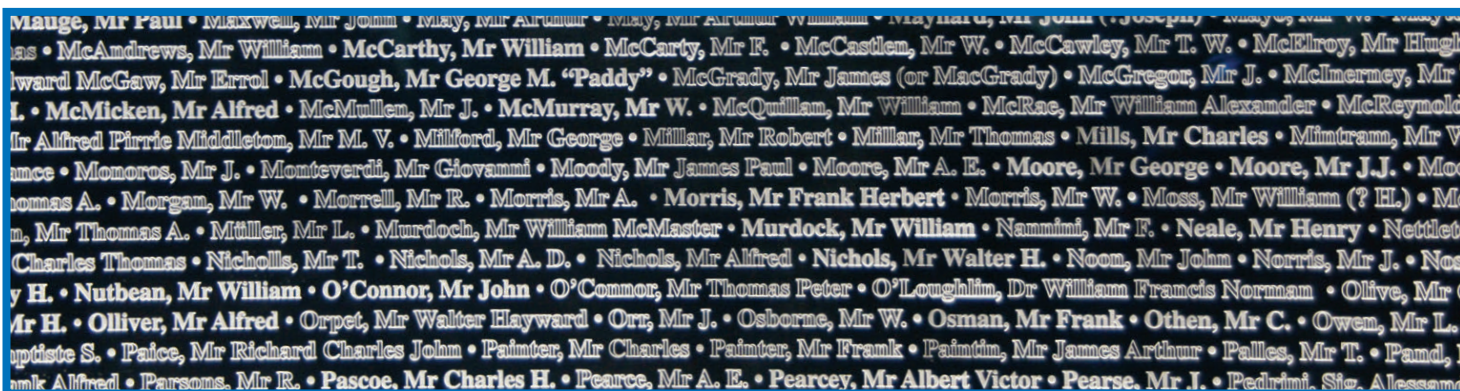 Mauge, Mr Paul • Maxwell, Mr John • May, Mr Arthur • May, Mr Arthur William • Maynard, Mr John (?Joseph) • Mayo, Mr W. •
as • McAndrews, Mr William • McCarthy, Mr William • McCarty, Mr F. • McCastlen, Mr W. • McCawley, Mr T. W. • McElroy, Mr Hugh
ward McGaw, Mr Errol • McGough, Mr George M. “Paddy” • McGrady, Mr James (or MacGrady) • McGregor, Mr J. • McInerney, Mr
• McMicken, Mr Alfred • McMullen, Mr J. • McMurray, Mr W. • McQuillan, Mr William • McRae, Mr William Alexander • McReynold
Mr Alfred Pirrie Middleton, Mr M. V. • Milford, Mr George • Millar, Mr Robert • Millar, Mr Thomas • Mills, Mr Charles • Mintram, Mr W
ance • Monoros, Mr J. • Monteverdi, Mr Giovanni • Moody, Mr James Paul • Moore, Mr A. E. • Moore, Mr George • Moore, Mr J.J. • Moo
omas A. • Morgan, Mr W. • Morrell, Mr R. • Morris, Mr A. • Morris, Mr Frank Herbert • Morris, Mr W. • Moss, Mr William (? H.) •
n, Mr Thomas A. • Müller, Mr L. • Murdoch, Mr William McMaster • Murdock, Mr William • Nannini, Mr F. • Neale, Mr Henry • Nettlet
Charles Thomas • Nicholls, Mr T. • Nichols, Mr A. D. • Nichols, Mr Alfred • Nichols, Mr Walter H. • Noon, Mr John • Norris, Mr J. • Nos
y H. • Nutbean, Mr William • O’Connor, Mr John • O’Connor, Mr Thomas Peter • O’Loughlin, Dr William Francis Norman • Olive, Mr
Mr H. • Olliver, Mr Alfred • Orpet, Mr Walter Hayward • Orr, Mr J. • Osborne, Mr W. • Osman, Mr Frank • Othen, Mr C. • Owen, Mr L.
aptiste S. • Paice, Mr Richard Charles John • Painter, Mr Charles • Painter, Mr Frank • Paintin, Mr James Arthur • Palles, Mr T. • Pand,
ank Alfred • Parsons, Mr R. • Pascoe, Mr Charles H. • Pearce, Mr A. E. • Pearcey, Mr Albert Victor • Pearse, Mr J. • Pedrini, Sig. Alessand